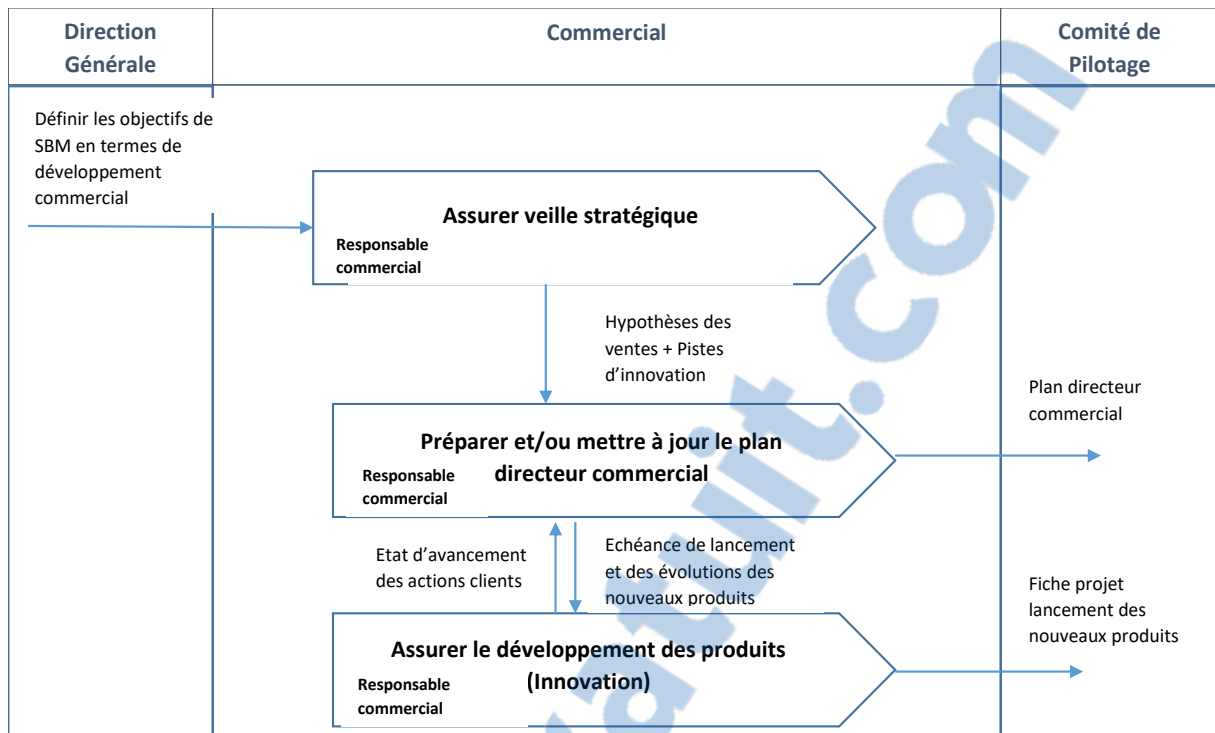 Direction
Générale
Commercial
Comité de
Pilotage
Définir les objectifs de
SBM en termes de
développement
commercial
Assurer veille stratégique
Responsable
commercial
Hypothèses des
ventes + Pistes
d’innovation
Préparer et/ou mettre à jour le plan
directeur commercial
Responsable
commercial
Plan directeur
commercial
Etat d’avancement
des actions clients
Echéance de lancement
et des évolutions des
nouveaux produits
Assurer le développement des produits
(Innovation)
Responsable
commercial
Fiche projet
lancement des
nouveaux produits
atuit.com